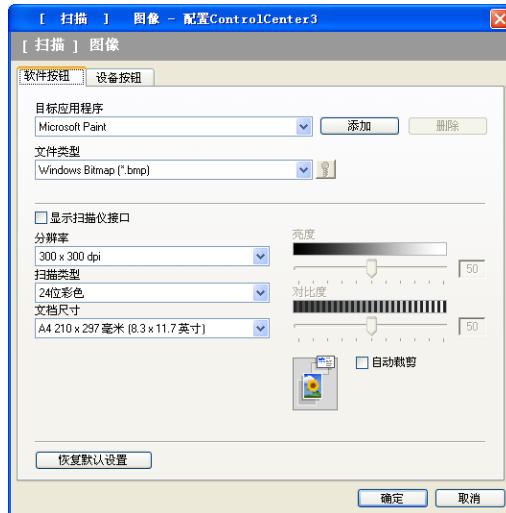 [ 扫描 ] 图像 - 配置ControlCenter3
[ 扫描 ] 图像
软件按钮 设备按钮
目标应用程序
Microsoft Paint 添加 删除
文件类型
Windows Bitmap (*.bmp)
显示扫描仪接口
分辨率 亮度
300 x 300 dpi 50
扫描类型 对比度
24位彩色
文档尺寸
A4 210 x 297 毫米 (8.3 x 11.7 英寸) 50
自动裁剪
恢复默认设置
确定 取消